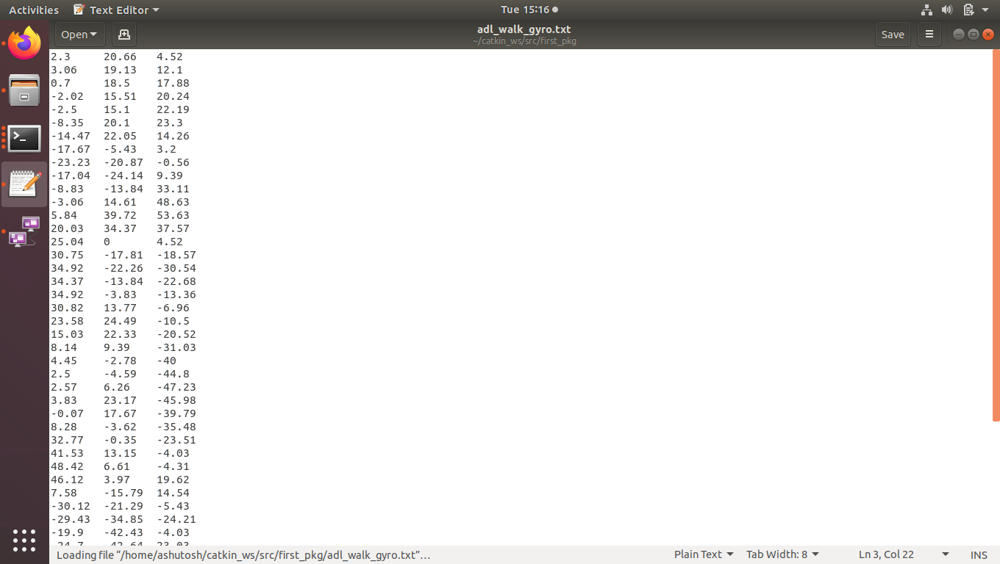 Activities Text Editor Tue 15:16
Open adl_walk_gyro.txt Save
~/catkin_ws/src/first_pkg
2.3 20.66 4.52
3.06 19.13 12.1
0.7 18.5 17.88
-2.02 15.51 20.24
-2.5 15.1 22.19
-8.35 20.1 23.3
-14.47 22.05 14.26
-17.67 -5.43 3.2
-23.23 -20.87 -0.56
-17.04 -24.14 9.39
-8.83 -13.84 33.11
-3.06 14.61 48.63
5.84 39.72 53.63
20.03 34.37 37.57
25.04 0 4.52
30.75 -17.81 -18.57
34.92 -22.26 -30.54
34.37 -13.84 -22.68
34.92 -3.83 -13.36
30.82 13.77 -6.96
23.58 24.49 -10.5
15.03 22.33 -20.52
8.14 9.39 -31.03
4.45 -2.78 -40
2.5 -4.59 -44.8
2.57 6.26 -47.23
3.83 23.17 -45.98
-0.07 17.67 -39.79
8.28 -3.62 -35.48
32.77 -0.35 -23.51
41.53 13.15 -4.03
48.42 6.61 -4.31
46.12 3.97 19.62
7.58 -15.79 14.54
-30.12 -21.29 -5.43
-29.43 -34.85 -24.21
-19.9 -42.43 -4.03
-24.7 -42.64 23.03
Loading file “/home/ashutosh/catkin_ws/src/first_pkg/adl_walk_gyro.txt”… Plain Text Tab Width: 8 Ln 3, Col 22 INS